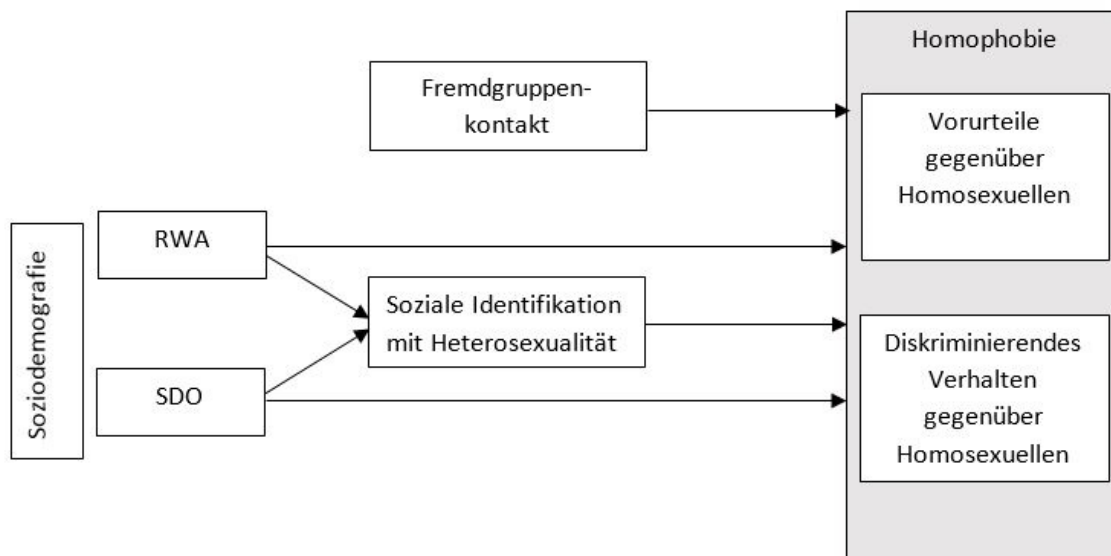 Homophobie
Fremdgruppen-
kontakt
Vorurteile
gegenüber
Homosexuellen
Soziodemografie
RWA
Soziale Identifikation
mit Heterosexualität
SDO
Diskriminierendes
Verhalten
gegenüber
Homosexuellen